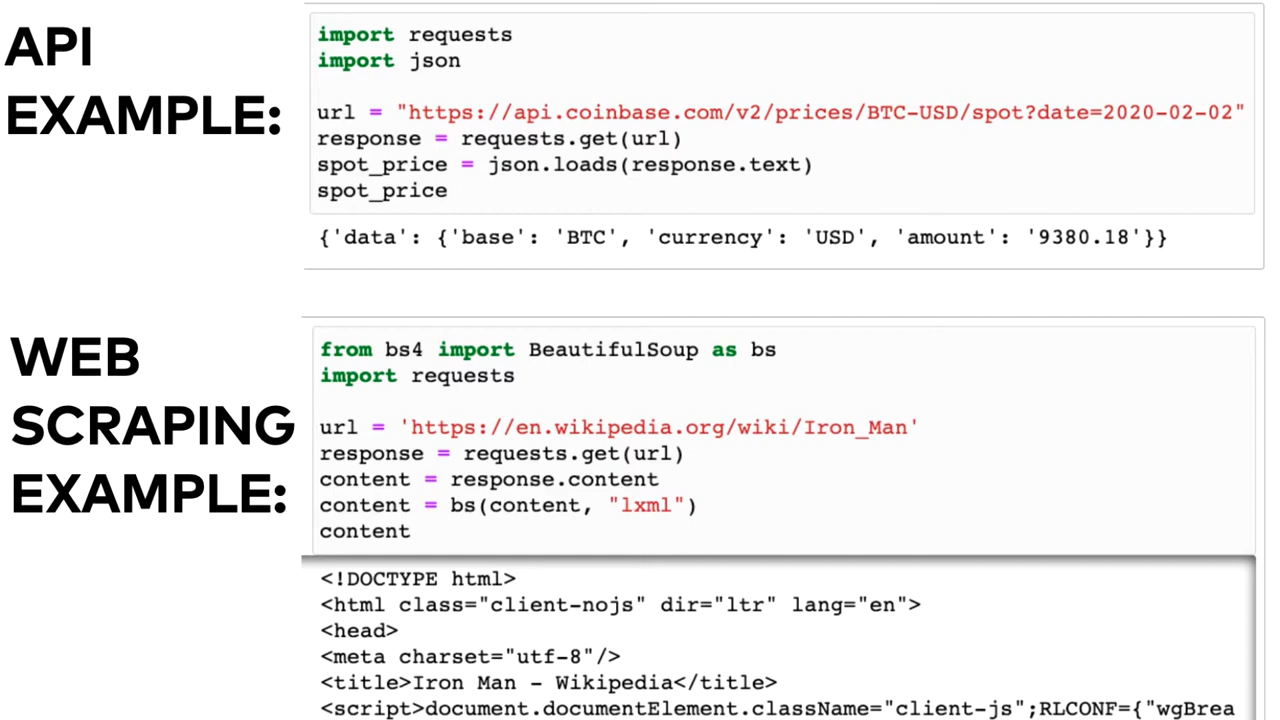 API
EXAMPLE:
import requests
import json
url = "https://api.coinbase.com/v2/prices/BTC-USD/spot?date=2020-02-02"
response = requests.get(url)
spot_price = json.loads(response.text)
spot_price
{'data': {'base': 'BTC', 'currency': 'USD', 'amount': '9380.18'}}
WEB
SCRAPING
EXAMPLE:
from bs4 import BeautifulSoup as bs
import requests
url = 'https://en.wikipedia.org/wiki/Iron_Man'
response = requests.get(url)
content = response.content
content = bs(content, "lxml")
content
<!DOCTYPE html>
<html class="client-nojs" dir="ltr" lang="en">
<head>
<meta charset="utf-8"/>
<title>Iron Man - Wikipedia</title>
<script>document.documentElement.className="client-js";RLCONF={"wgBrea